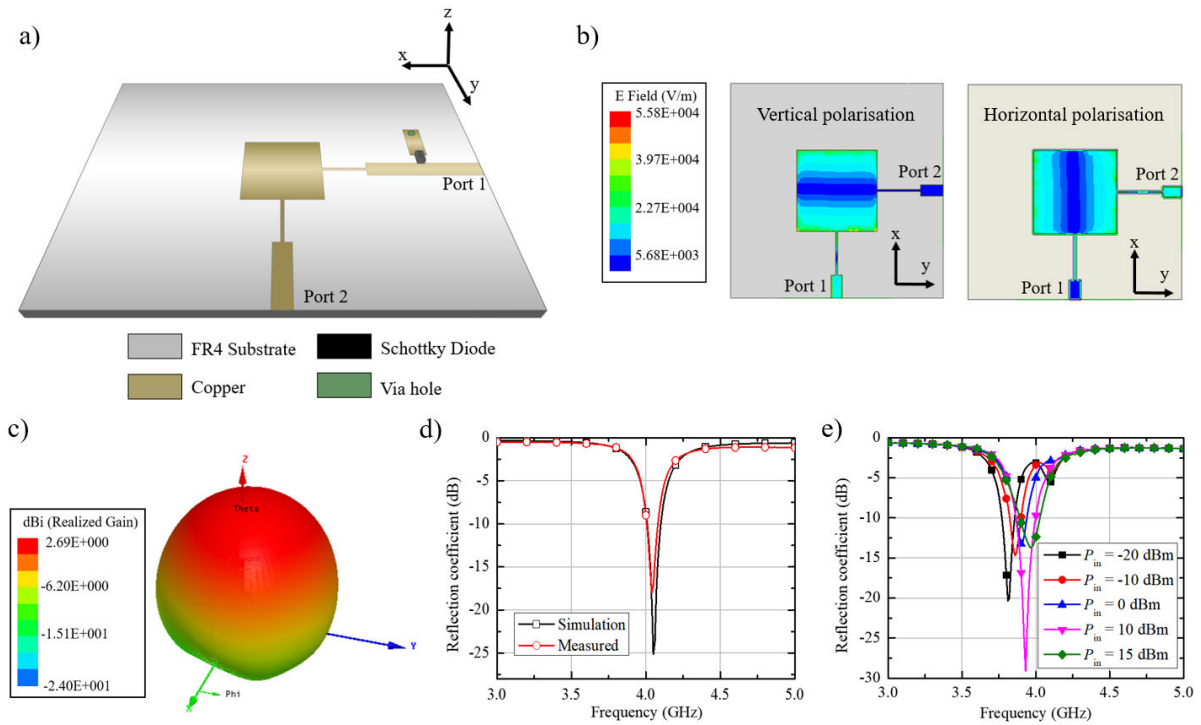 a)
z
x
y
Port 1
Port 2
FR4 Substrate
Schottky Diode
Copper
Via hole
b)
E Field (V/m)
5.58E+004
3.97E+004
2.27E+004
5.68E+003
Vertical polarisation
Port 2
x
y
Port 1
Horizontal polarisation
Port 2
x
y
Port 1
c)
dBi (Realized Gain)
2.69E+000
-6.20E+000
-1.51E+001
-2.40E+001
Z
Theta
Y
Phi
X
d)
Reflection coefficient (dB)
0
-5
-10
-15
-20
-25
Simulation
Measured
3.0 3.5 4.0 4.5 5.0
Frequency (GHz)
e)
Reflection coefficient (dB)
0
-5
-10
-15
-20
-25
-30
Pin = -20 dBm
Pin = -10 dBm
Pin = 0 dBm
Pin = 10 dBm
Pin = 15 dBm
3.0 3.5 4.0 4.5 5.0
Frequency (GHz)